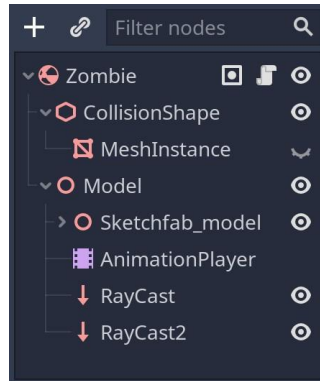 Filter nodes
Zombie
CollisionShape
MeshInstance
Model
Sketchfab_model
AnimationPlayer
RayCast
RayCast2